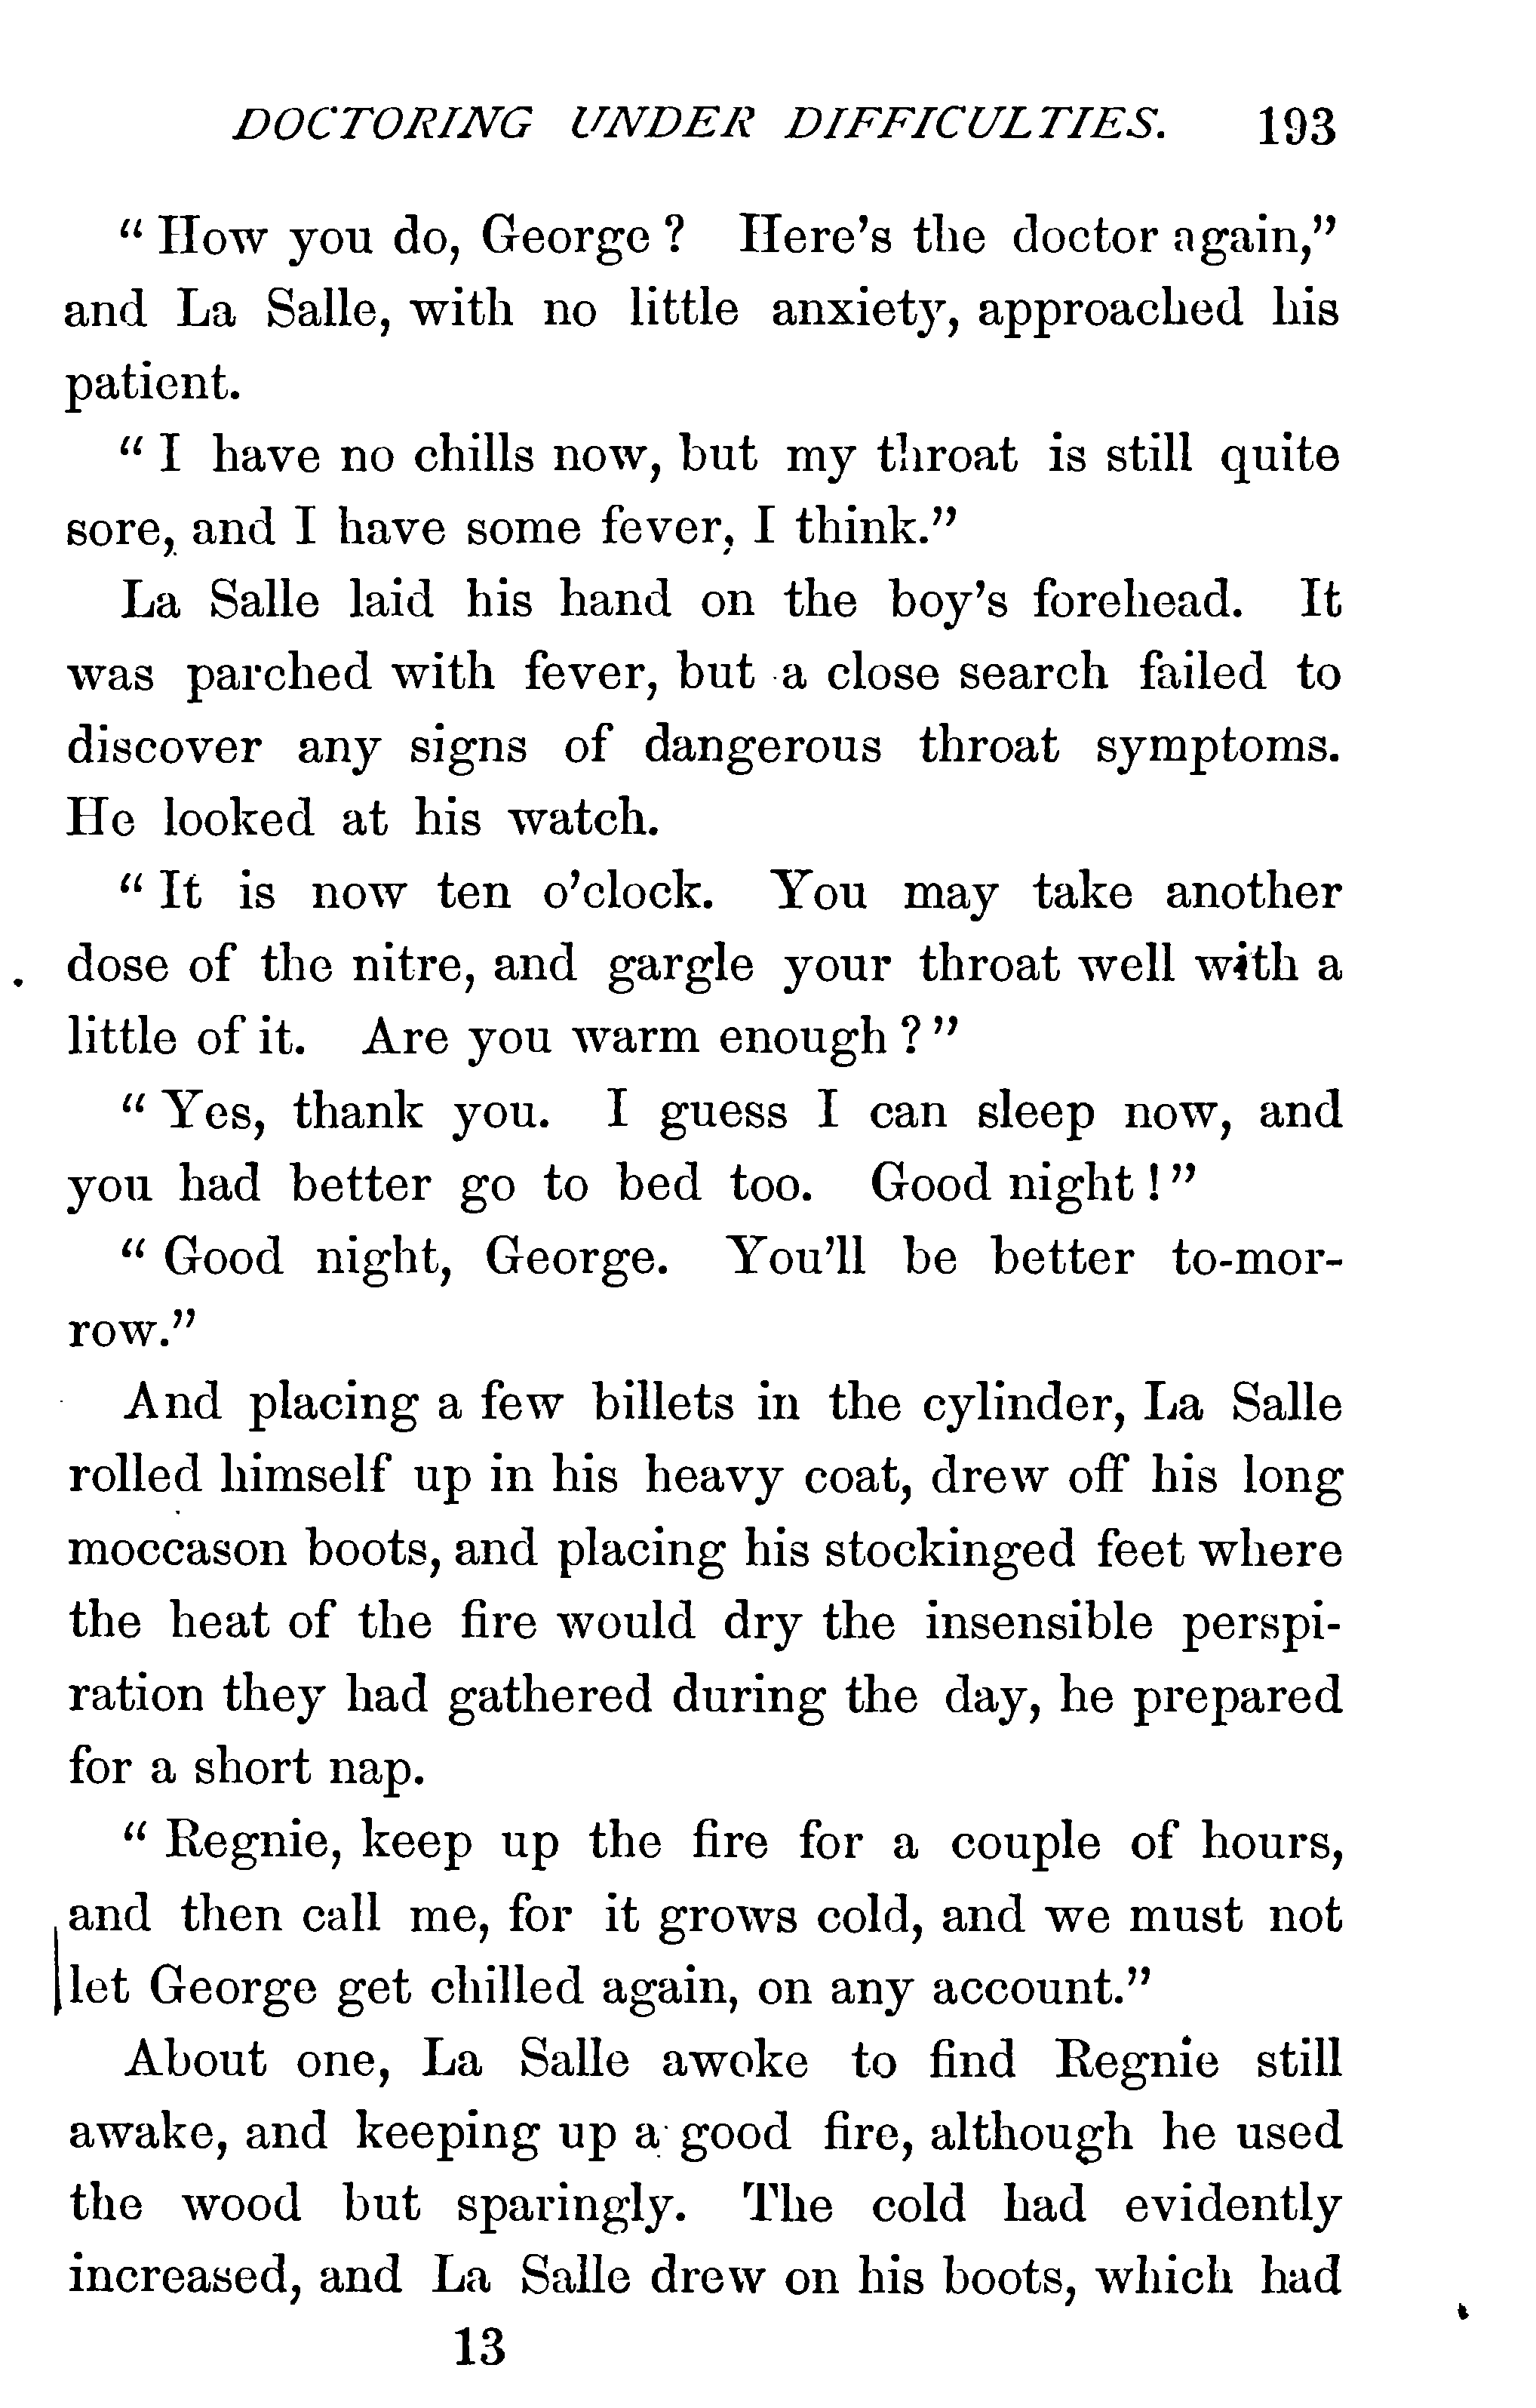 DOCTORING UNDER DIFFICULTIES. 193
“How you do, George? Here’s the doctor again,”
and La Salle, with no little anxiety, approached his
patient.
“I have no chills now, but my throat is still quite
sore, and I have some fever, I think.”
La Salle laid his hand on the boy’s forehead. It
was parched with fever, but a close search failed to
discover any signs of dangerous throat symptoms.
He looked at his watch.
“It is now ten o’clock. You may take another
dose of the nitre, and gargle your throat well with a
little of it. Are you warm enough?”
“Yes, thank you. I guess I can sleep now, and
you had better go to bed too. Good night!”
“Good night, George. You’ll be better to-mor-
row.”
And placing a few billets in the cylinder, La Salle
rolled himself up in his heavy coat, drew off his long
moccason boots, and placing his stockinged feet where
the heat of the fire would dry the insensible perspi-
ration they had gathered during the day, he prepared
for a short nap.
“Regnie, keep up the fire for a couple of hours,
and then call me, for it grows cold, and we must not
let George get chilled again, on any account.”
About one, La Salle awoke to find Regnie still
awake, and keeping up a good fire, although he used
the wood but sparingly. The cold had evidently
increased, and La Salle drew on his boots, which had
13